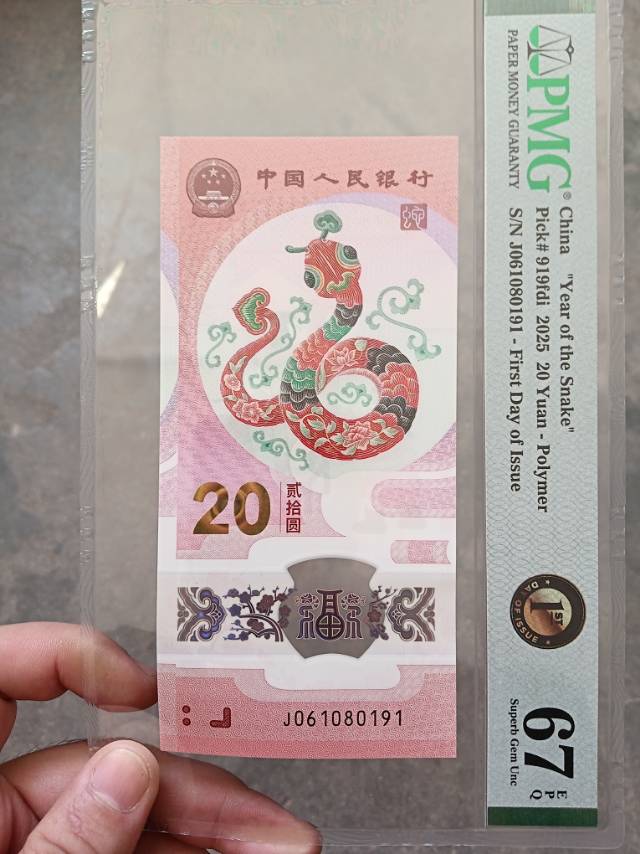 中国人民银行
20
贰拾圆
J061080191
PMG®
PAPER MONEY GUARANTY
China "Year of the Snake"
Pick# 919fdi 2025 20 Yuan - Polymer
S/N J061080191 - First Day of Issue
1ST
DAY OF ISSUE
67 EPQ
Superb Gem Unc